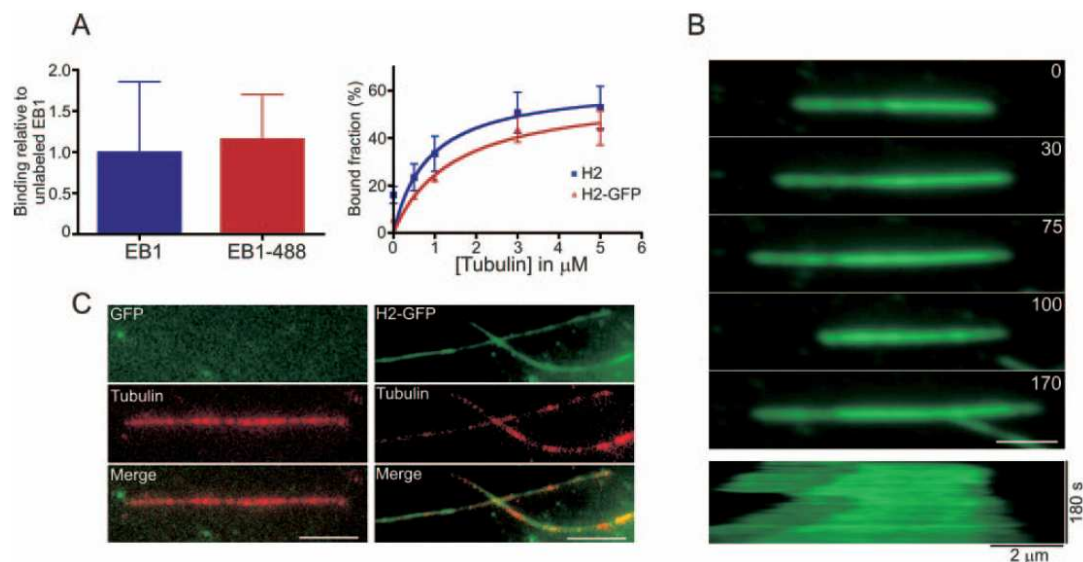 A
Binding relative to
unlabeled EB1
2.0
1.5
1.0
0.5
0
EB1
EB1-488
Bound fraction (%)
60
40
20
0
0
1
2
3
4
5
6
[Tubulin] in μM
H2
H2-GFP
B
0
30
75
100
170
180 s
2 μm
C
GFP
Tubulin
Merge
H2-GFP
Tubulin
Merge